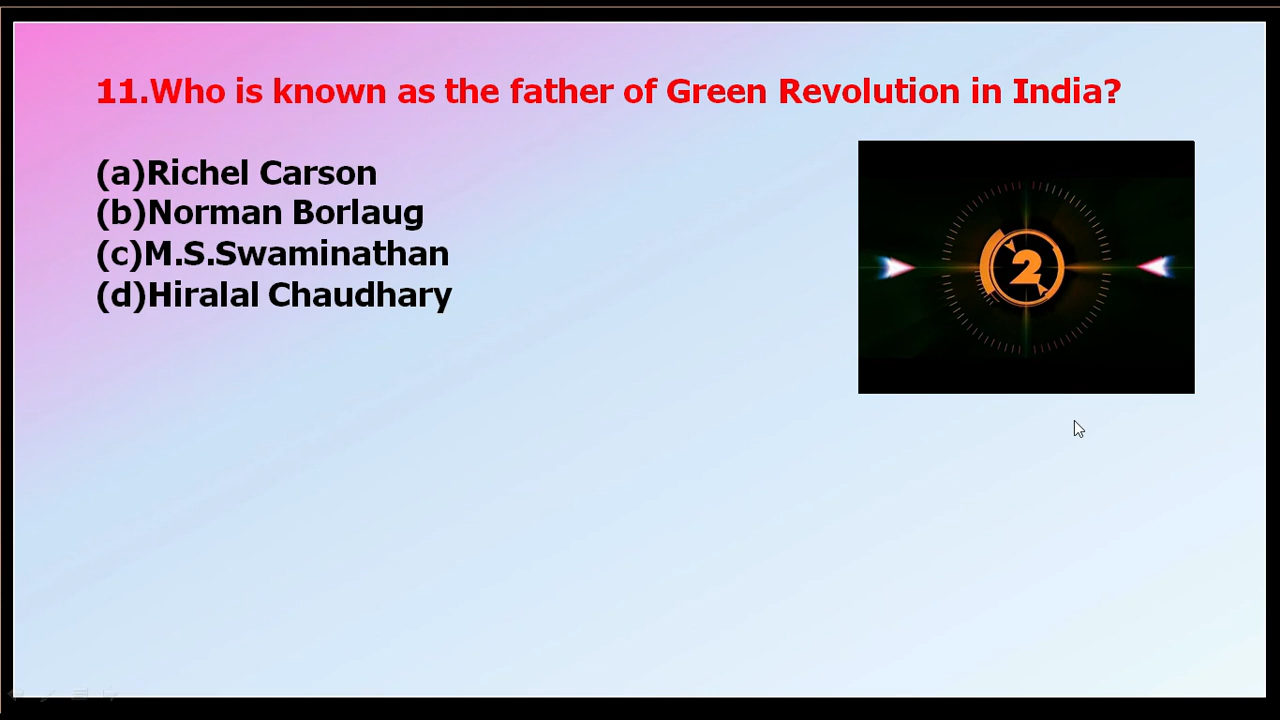 11.Who is known as the father of Green Revolution in India?
(a)Richel Carson
(b)Norman Borlaug
(c)M.S.Swaminathan
(d)Hiralal Chaudhary
2